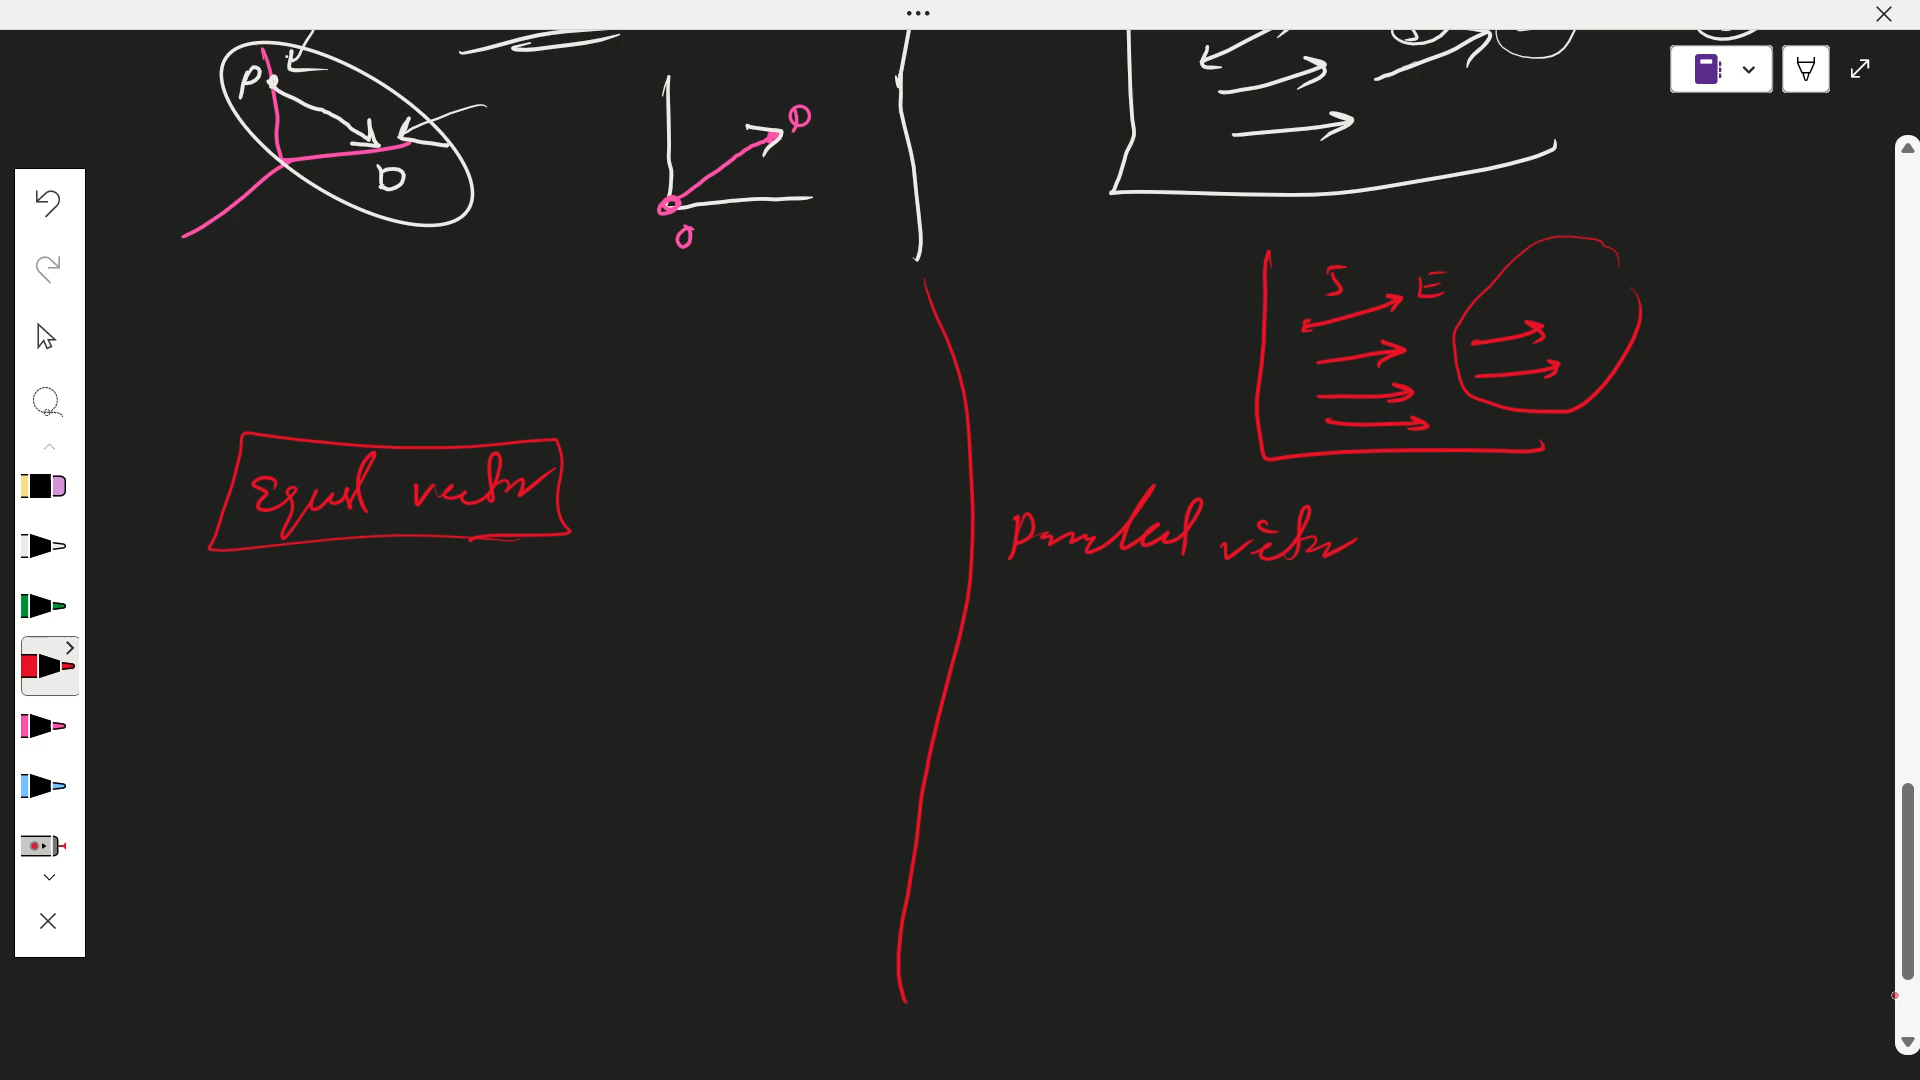 P
D
D
O
S E
Equal vector
Parallel vector